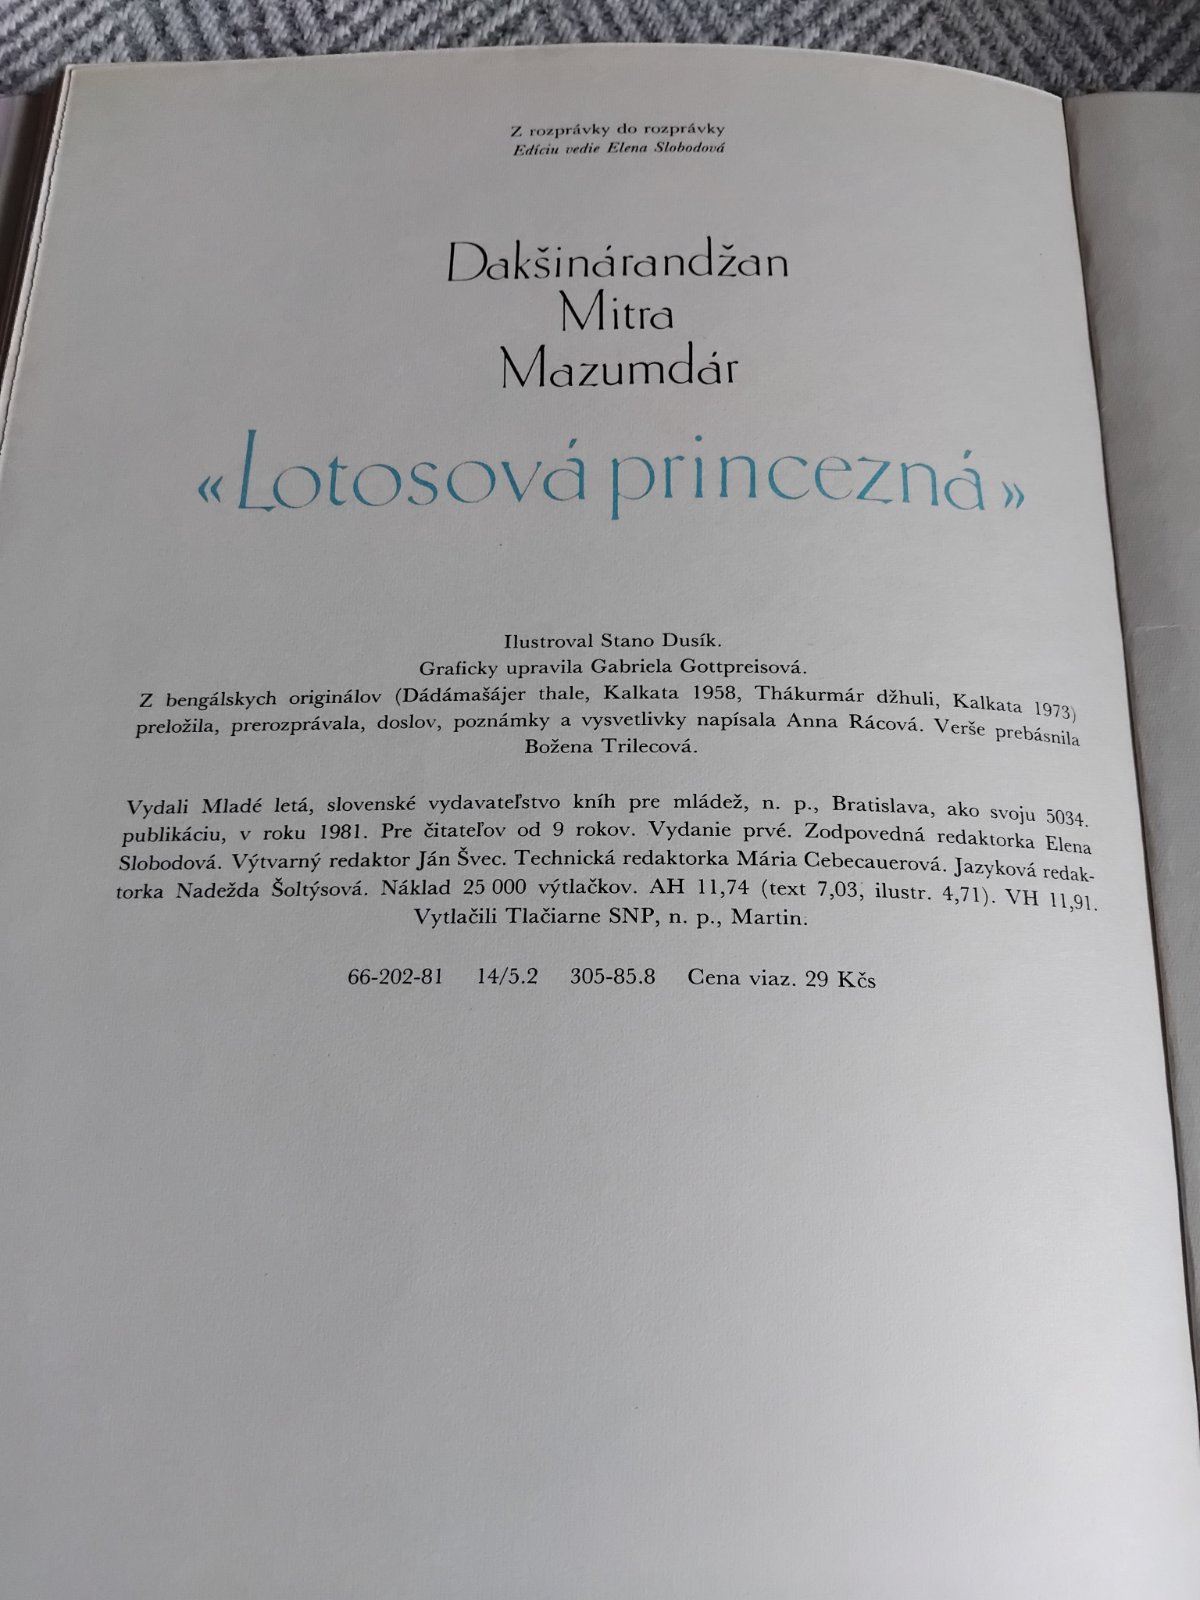 Z rozprávky do rozprávky
Edíciu vedie Elena Slobodová
Dakšinárandžan
Mitra
Mazumdár
«Lotosová princezná»
Ilustroval Stano Dusík.
Graficky upravila Gabriela Gottpreisová.
Z bengálskych originálov (Dádámašájer thale, Kalkata 1958, Thákurmár džhuli, Kalkata 1973)
preložila, prerozprávala, doslov, poznámky a vysvetlivky napísala Anna Rácová. Verše prebásnila
Božena Trilecová.
Vydali Mladé letá, slovenské vydavateľstvo kníh pre mládež, n. p., Bratislava, ako svoju 5034.
publikáciu, v roku 1981. Pre čitateľov od 9 rokov. Vydanie prvé. Zodpovedná redaktorka Elena
Slobodová. Výtvarný redaktor Ján Švec. Technická redaktorka Mária Cebecauerová. Jazyková redak-
torka Nadežda Šoltýsová. Náklad 25 000 výtlačkov. AH 11,74 (text 7,03, ilustr. 4,71). VH 11,91.
Vytlačili Tlačiarne SNP, n. p., Martin.
66-202-81 14/5.2 305-85.8 Cena viaz. 29 Kčs